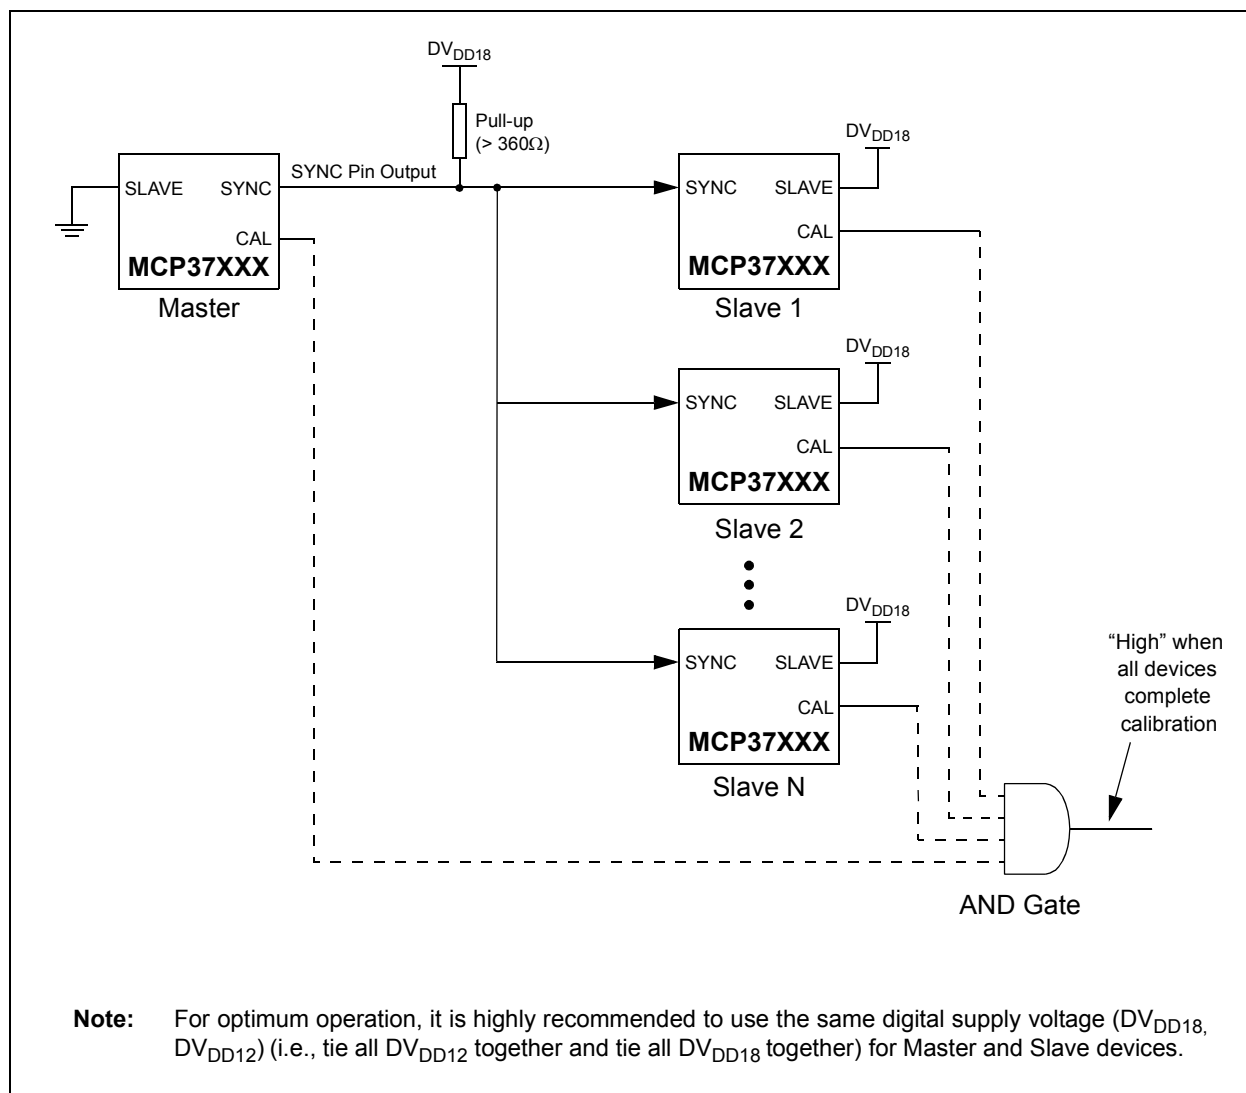 DVDD18
Pull-up
(> 360Ω)
SYNC Pin Output
SLAVE SYNC
CAL
MCP37XXX
Master
DVDD18
SYNC SLAVE
CAL
MCP37XXX
Slave 1
DVDD18
SYNC SLAVE
CAL
MCP37XXX
Slave 2
DVDD18
SYNC SLAVE
CAL
MCP37XXX
Slave N
“High” when
all devices
complete
calibration
AND Gate
Note: For optimum operation, it is highly recommended to use the same digital supply voltage (DVDD18,
DVDD12) (i.e., tie all DVDD12 together and tie all DVDD18 together) for Master and Slave devices.